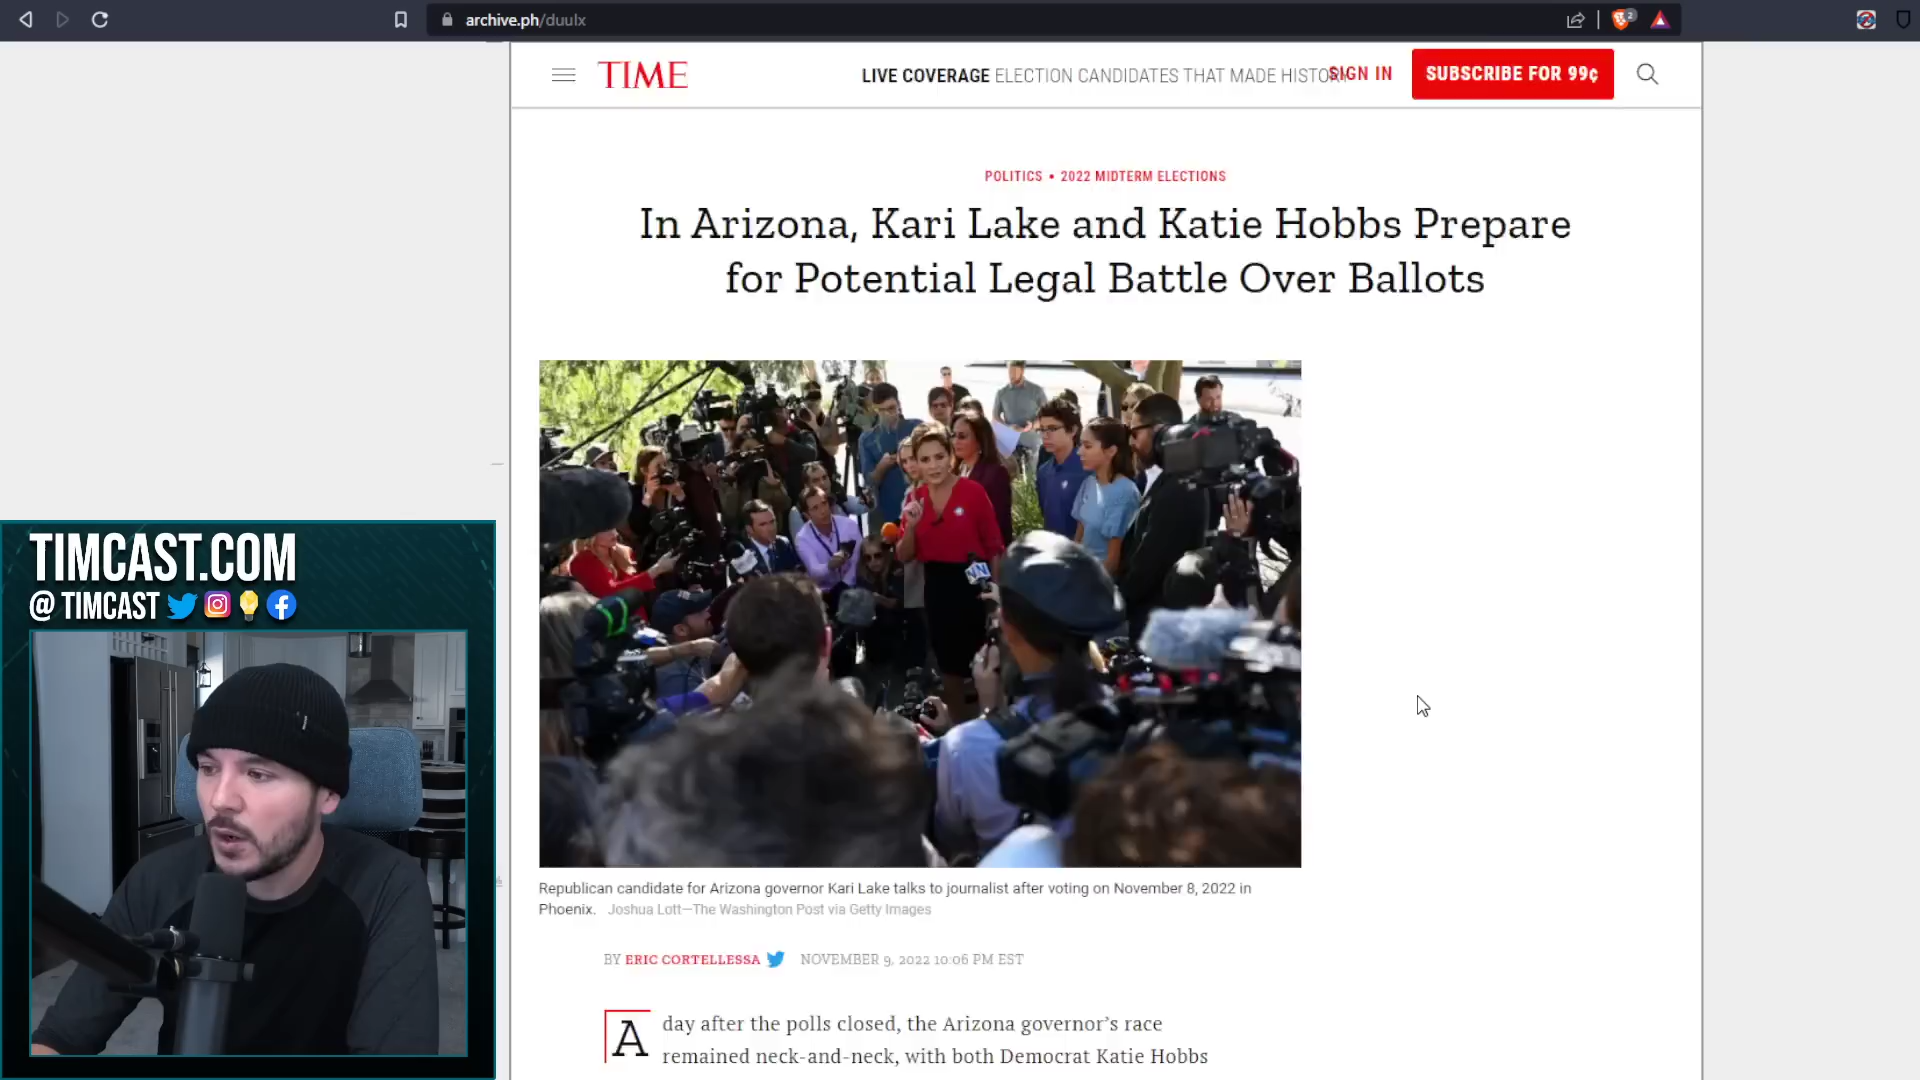 archive.ph/duulx
2
TIME
LIVE COVERAGE ELECTION CANDIDATES THAT MADE HISTORY
SIGN IN
SUBSCRIBE FOR 99¢
POLITICS • 2022 MIDTERM ELECTIONS
In Arizona, Kari Lake and Katie Hobbs Prepare
for Potential Legal Battle Over Ballots
Republican candidate for Arizona governor Kari Lake talks to journalist after voting on November 8, 2022 in
Phoenix. Joshua Lott—The Washington Post via Getty Images
BY ERIC CORTELLESSA NOVEMBER 9, 2022 10:06 PM EST
A day after the polls closed, the Arizona governor's race
remained neck-and-neck, with both Democrat Katie Hobbs
TIMCAST.COM
@ TIMCAST